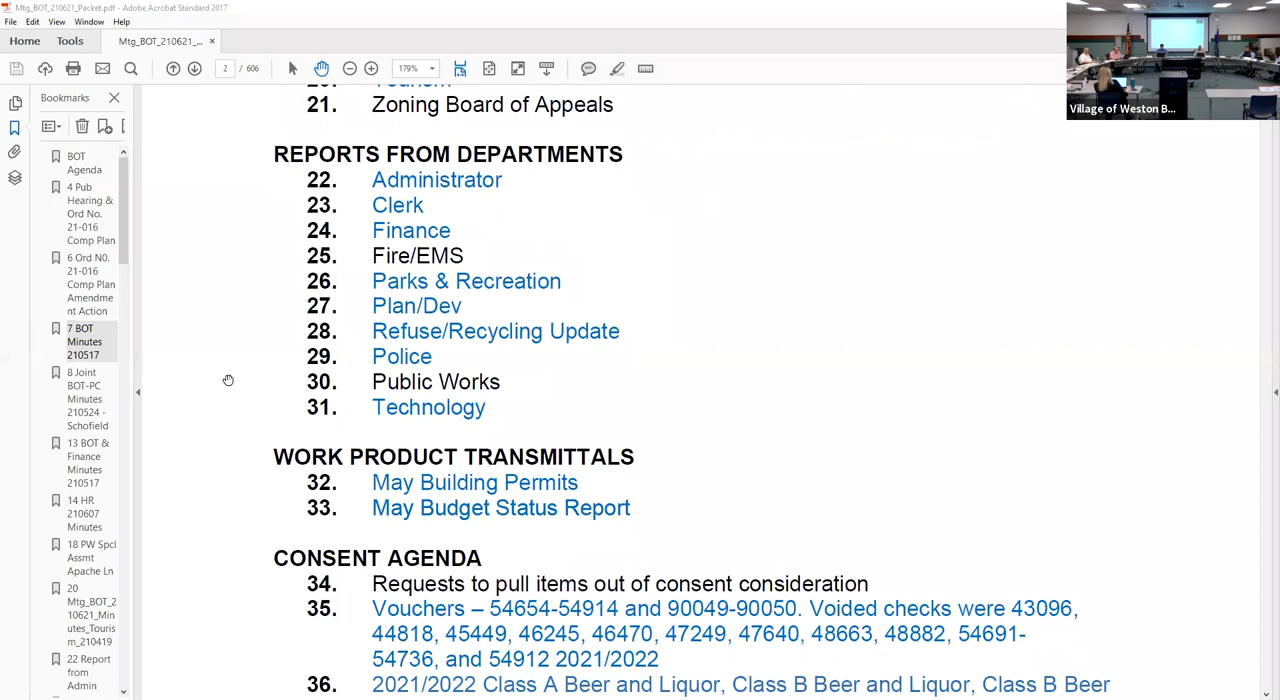 Mtg_BOT_210621_Packet.pdf - Adobe Acrobat Standard 2017
File Edit View Window Help
Home Tools Mtg_BOT_210621_... ×
2 / 606 179%
Bookmarks
BOT
Agenda
4 Pub
Hearing &
Ord No.
21-016
Comp Plan
6 Ord N0.
21-016
Comp Plan
Amendme
nt Action
7 BOT
Minutes
210517
8 Joint
BOT-PC
Minutes
210524 -
Schofield
13 BOT &
Finance
Minutes
210517
14 HR
210607
Minutes
18 PW Spcl
Assmt
Apache Ln
20
Mtg_BOT_2
10621_Min
utes_Touris
m_210419
22 Report
from
Admin
20. Tourism
21. Zoning Board of Appeals
REPORTS FROM DEPARTMENTS
22. Administrator
23. Clerk
24. Finance
25. Fire/EMS
26. Parks & Recreation
27. Plan/Dev
28. Refuse/Recycling Update
29. Police
30. Public Works
31. Technology
WORK PRODUCT TRANSMITTALS
32. May Building Permits
33. May Budget Status Report
CONSENT AGENDA
34. Requests to pull items out of consent consideration
35. Vouchers – 54654-54914 and 90049-90050. Voided checks were 43096,
44818, 45449, 46245, 46470, 47249, 47640, 48663, 48882, 54691-
54736, and 54912 2021/2022
36. 2021/2022 Class A Beer and Liquor, Class B Beer and Liquor, Class B Beer
Village of Weston B...